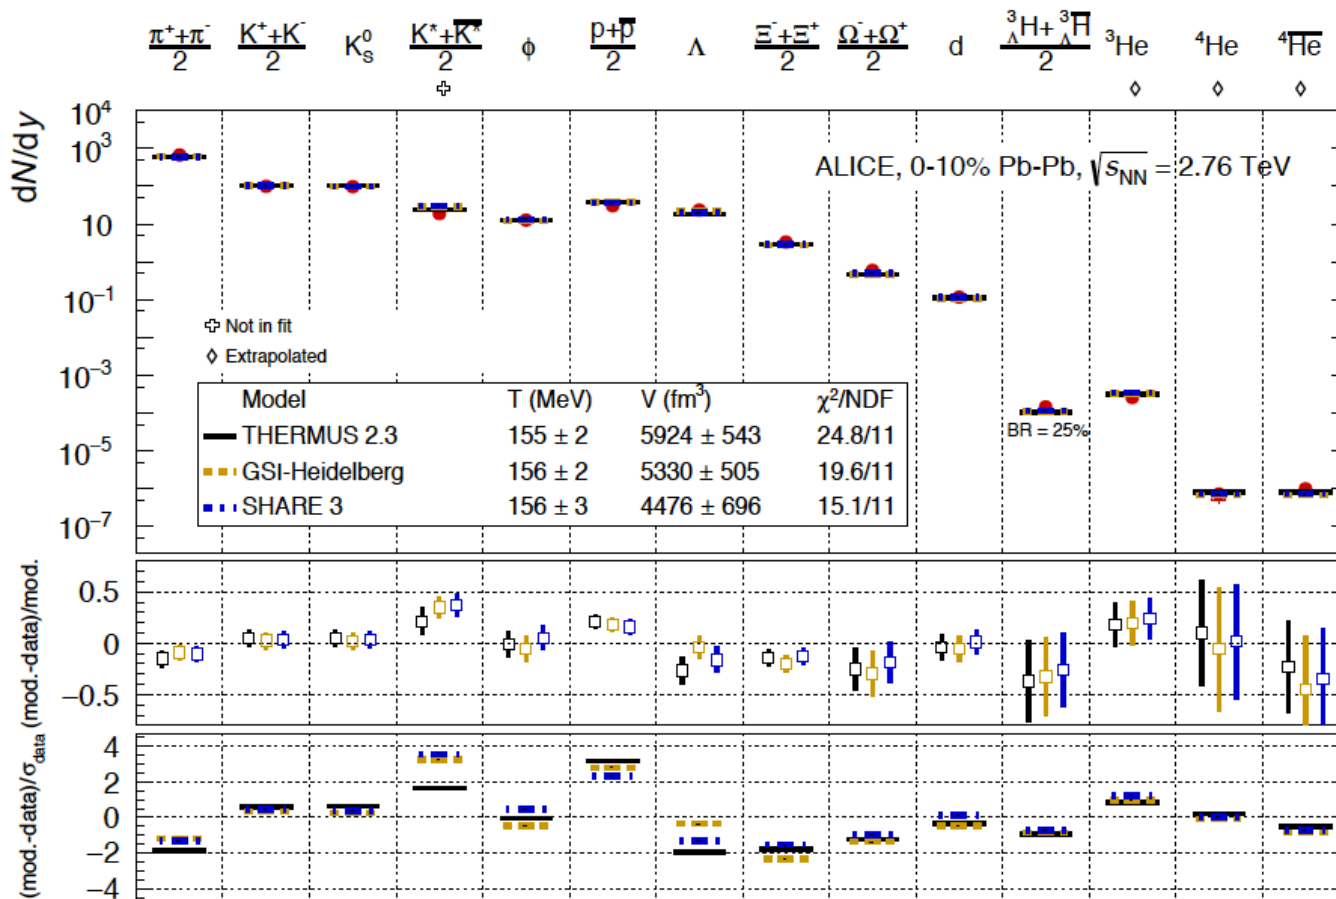 π⁺+π⁻/2 K⁺+K⁻/2 K⁰S K*+K̅*̅/2 ϕ p+p̅/2 Λ Ξ⁻+Ξ⁺/2 Ω⁻+Ω⁺/2 d ³ΛH+³ΛH̅/2 ³He ⁴He ⁴H̅e̅
dN/dy
10⁴
10³
10
10⁻¹
10⁻³
10⁻⁵
10⁻⁷
ALICE, 0-10% Pb-Pb, √sNN = 2.76 TeV
Not in fit
Extrapolated
Model T (MeV) V (fm³) χ²/NDF
THERMUS 2.3 155 ± 2 5924 ± 543 24.8/11
GSI-Heidelberg 156 ± 2 5330 ± 505 19.6/11
SHARE 3 156 ± 3 4476 ± 696 15.1/11
BR = 25%
(mod.-data)/mod.
0.5
0
−0.5
(mod.-data)/σdata
4
2
0
−2
−4